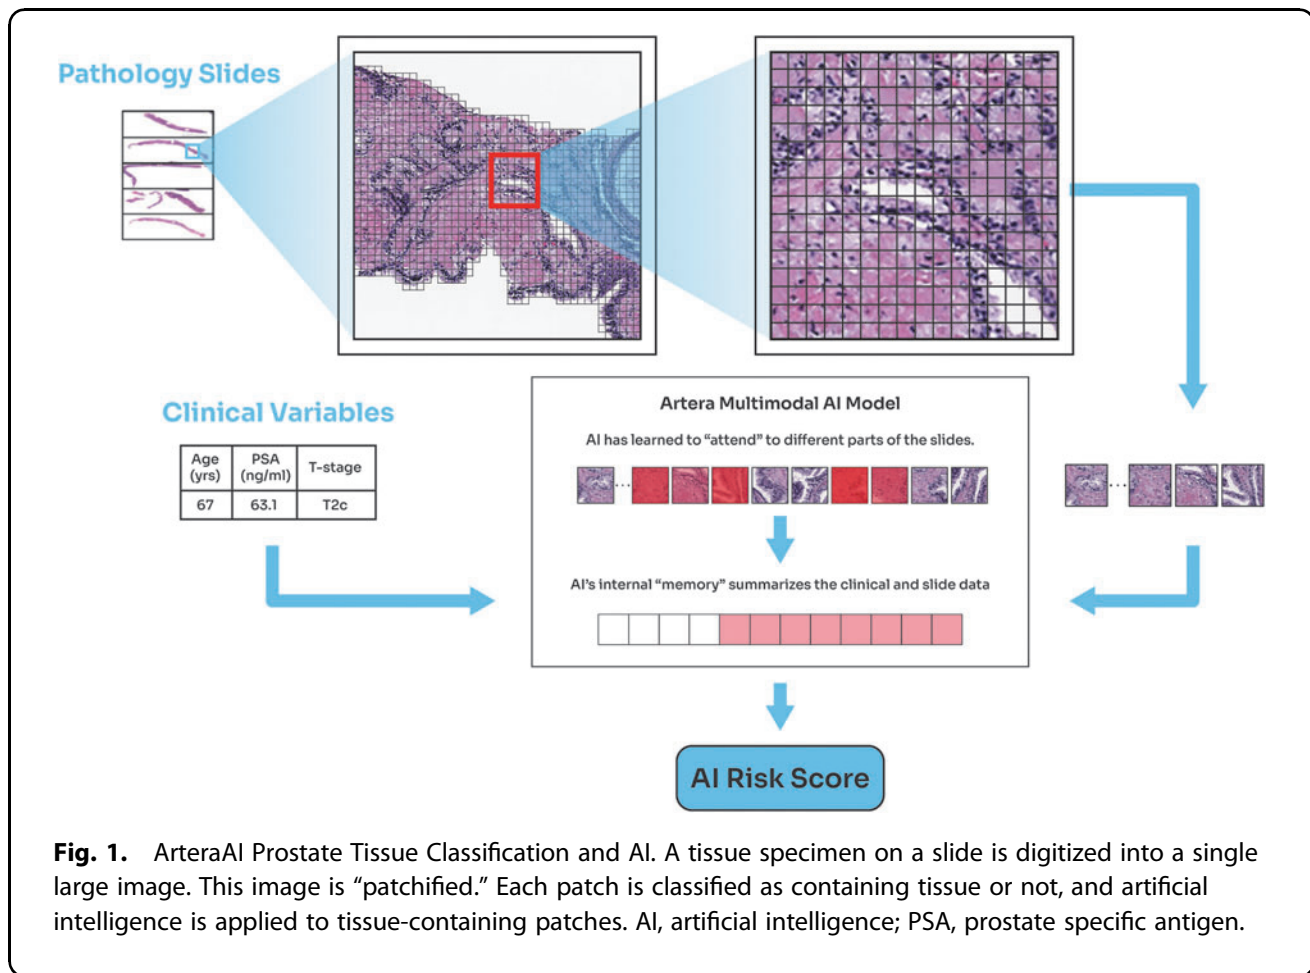 Pathology Slides
Clinical Variables
Age (yrs) PSA (ng/ml) T-stage
67 63.1 T2c
Artera Multimodal AI Model
AI has learned to “attend” to different parts of the slides.
...
...
AI’s internal “memory” summarizes the clinical and slide data
AI Risk Score
Fig. 1. ArteraAI Prostate Tissue Classification and AI. A tissue specimen on a slide is digitized into a single
large image. This image is “patchified.” Each patch is classified as containing tissue or not, and artificial
intelligence is applied to tissue-containing patches. AI, artificial intelligence; PSA, prostate specific antigen.